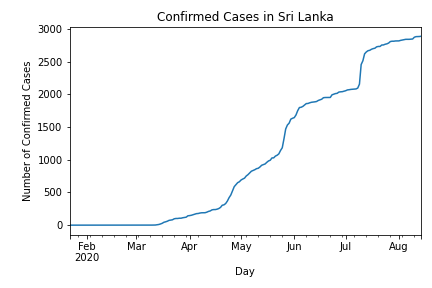 Confirmed Cases in Sri Lanka
3000
2500
2000
1500
1000
500
0
Number of Confirmed Cases
Feb Mar Apr May Jun Jul Aug
2020
Day